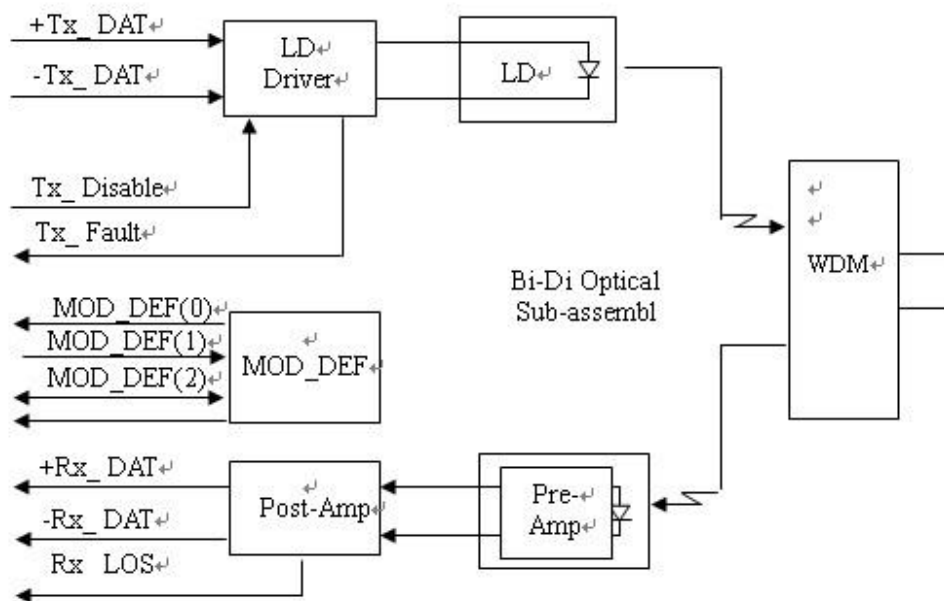 +Tx_ DAT↵
LD↵
Driver↵
-Tx_ DAT↵
LD↵
Tx_ Disable↵
Tx_ Fault↵
↵
↵
WDM↵
Bi-Di Optical
Sub-assembl
MOD_DEF(0)↵
MOD_DEF(1)↵
MOD_DEF(2)↵
↵
MOD_DEF↵
+Rx_ DAT↵
-Rx_ DAT↵
Rx LOS↵
↵
Post-Amp↵
Pre-↵
Amp↵